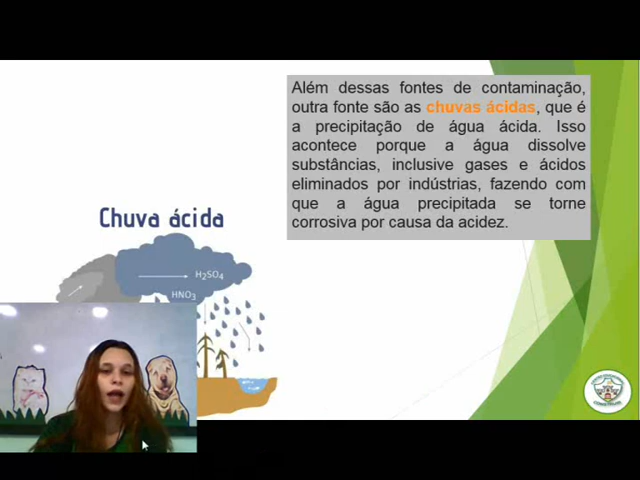 Além dessas fontes de contaminação,
outra fonte são as chuvas ácidas, que é
a precipitação de água ácida. Isso
acontece porque a água dissolve
substâncias, inclusive gases e ácidos
eliminados por indústrias, fazendo com
que a água precipitada se torne
corrosiva por causa da acidez.
Chuva ácida
H₂SO₄
HNO₃